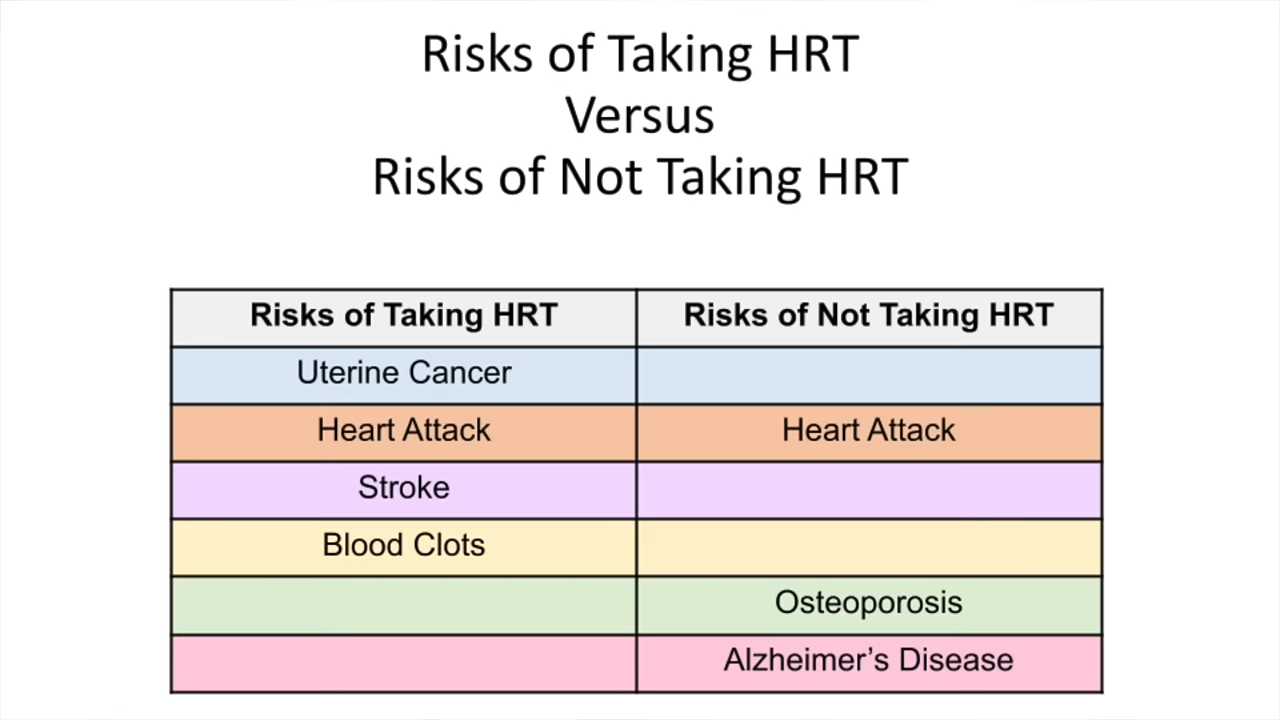 Risks of Taking HRT
Versus
Risks of Not Taking HRT
Risks of Taking HRT Risks of Not Taking HRT
Uterine Cancer
Heart Attack Heart Attack
Stroke
Blood Clots
Osteoporosis
Alzheimer’s Disease